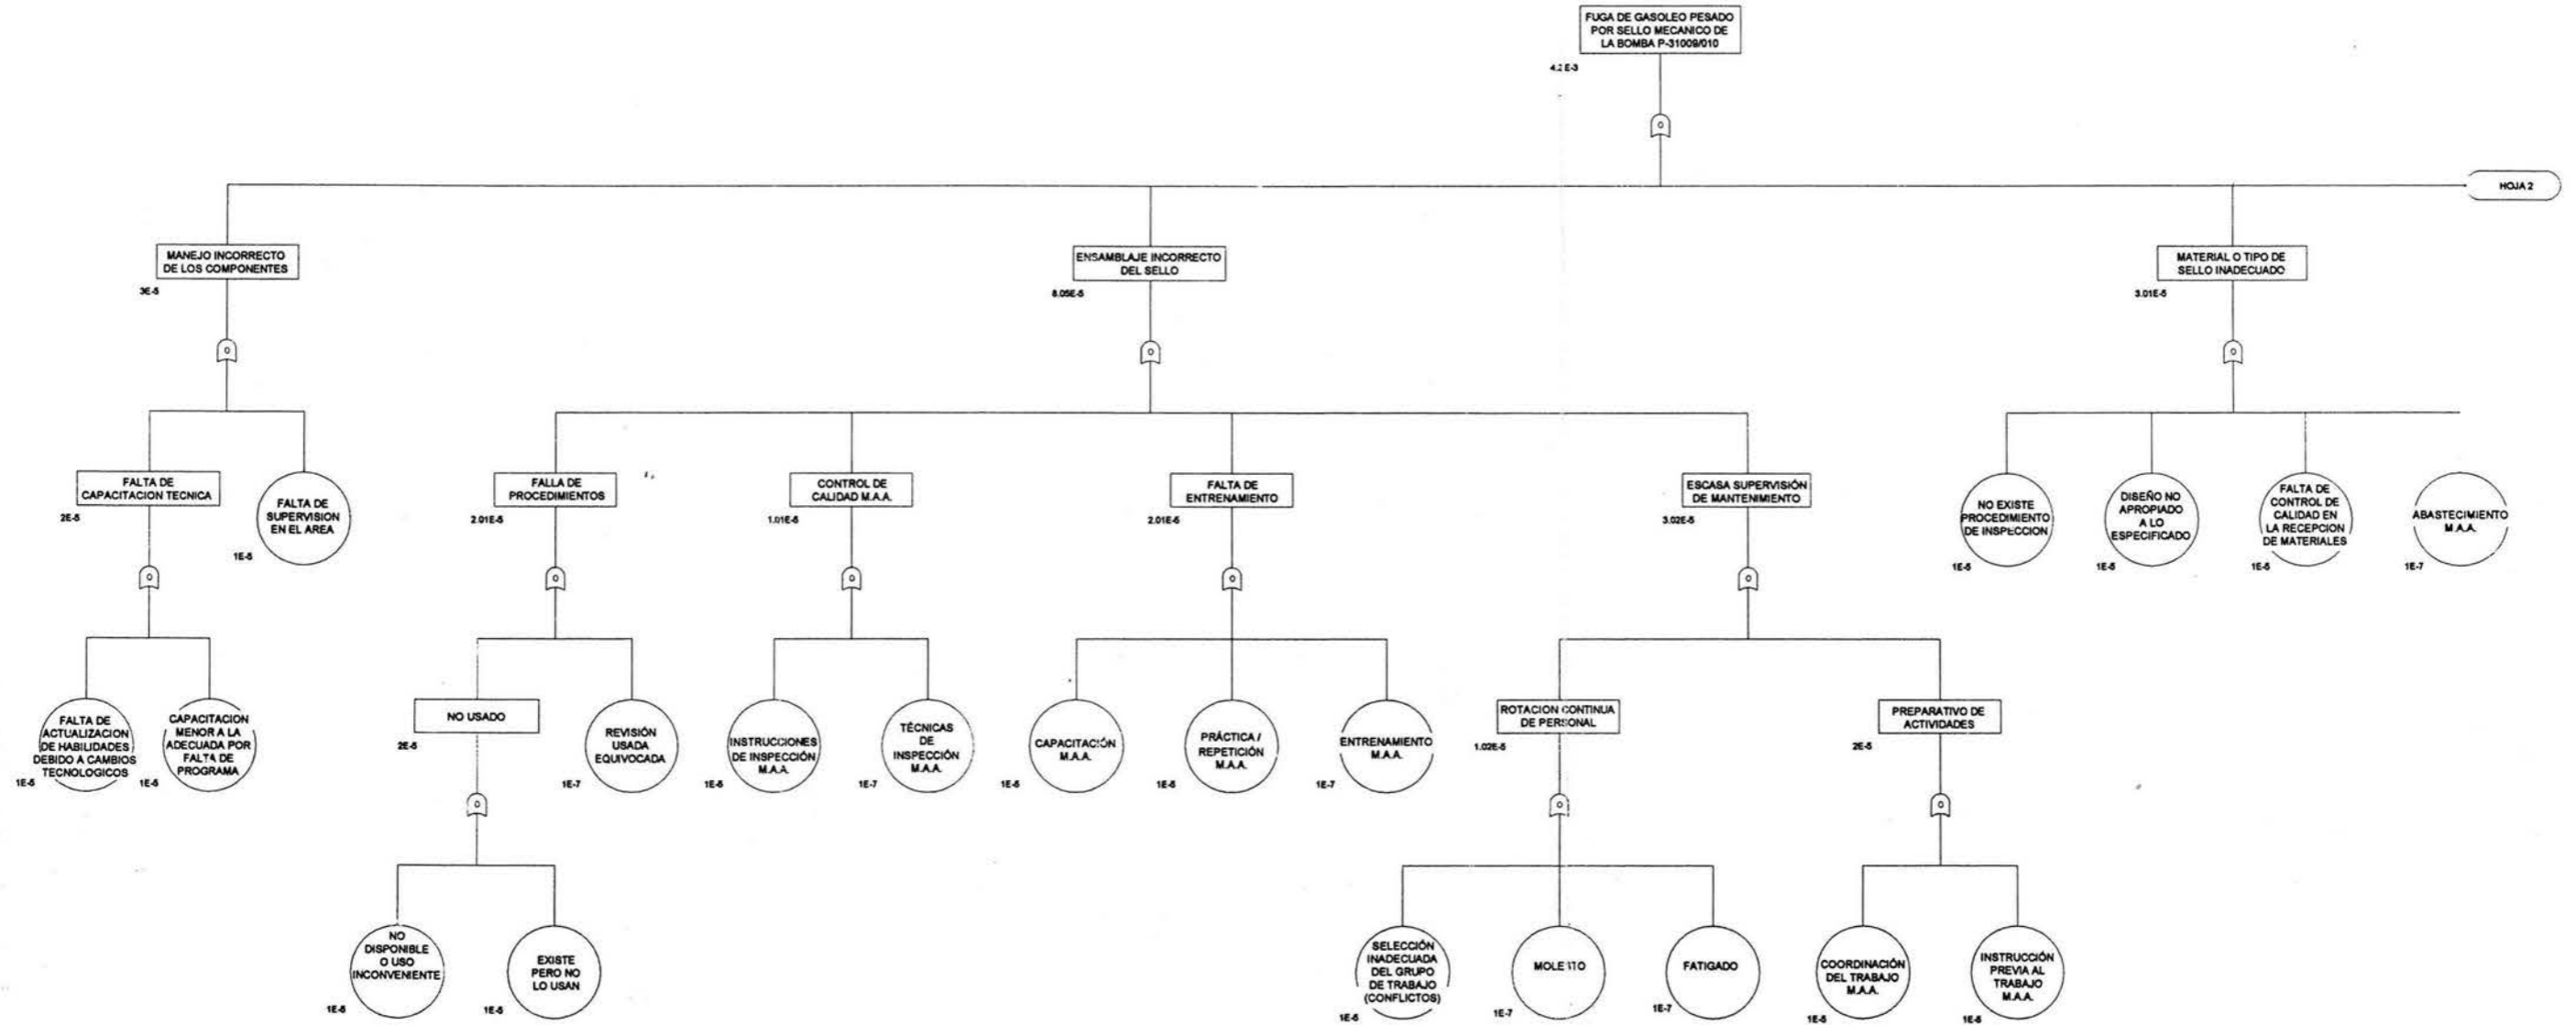 FUGA DE GASOLEO PESADO
POR SELLO MECANICO DE
LA BOMBA P-31009/010
HOJA 2
MANEJO INCORRECTO
DE LOS COMPONENTES
3E-5
ENSAMBLAJE INCORRECTO
DEL SELLO
8.05E-5
MATERIAL O TIPO DE
SELLO INADECUADO
3.01E-5
FALTA DE
CAPACITACION TECNICA
2E-5
FALTA DE
SUPERVISION
EN EL AREA
1E-5
FALLA DE
PROCEDIMIENTOS
2.01E-5
CONTROL DE
CALIDAD M.A.A.
1.01E-5
FALTA DE
ENTRENAMIENTO
2.01E-5
ESCASA SUPERVISIÓN
DE MANTENIMIENTO
3.02E-5
NO EXISTE
PROCEDIMIENTO
DE INSPECCION
1E-5
DISEÑO NO
APROPIADO
A LO
ESPECIFICADO
1E-5
FALTA DE
CONTROL DE
CALIDAD EN
LA RECEPCION
DE MATERIALES
1E-5
ABASTECIMIENTO
M.A.A.
1E-7
FALTA DE
ACTUALIZACION
DE HABILIDADES
DEBIDO A CAMBIOS
TECNOLOGICOS
1E-5
CAPACITACION
MENOR A LA
ADECUADA POR
FALTA DE
PROGRAMA
1E-5
NO USADO
2E-5
REVISIÓN
USADA
EQUIVOCADA
1E-7
INSTRUCCIONES
DE INSPECCIÓN
M.A.A.
1E-5
TÉCNICAS
DE
INSPECCIÓN
M.A.A.
1E-7
CAPACITACIÓN
M.A.A.
1E-5
PRÁCTICA /
REPETICIÓN
M.A.A.
1E-5
ENTRENAMIENTO
M.A.A.
1E-7
ROTACION CONTINUA
DE PERSONAL
1.02E-5
PREPARATIVO DE
ACTIVIDADES
2E-5
NO
DISPONIBLE
O USO
INCONVENIENTE
1E-5
EXISTE
PERO NO
LO USAN
1E-5
SELECCIÓN
INADECUADA
DEL GRUPO
DE TRABAJO
(CONFLICTOS)
1E-5
1E-7
FATIGADO
1E-7
COORDINACIÓN
DEL TRABAJO
M.A.A.
1E-5
INSTRUCCIÓN
PREVIA AL
TRABAJO
M.A.A.
1E-5